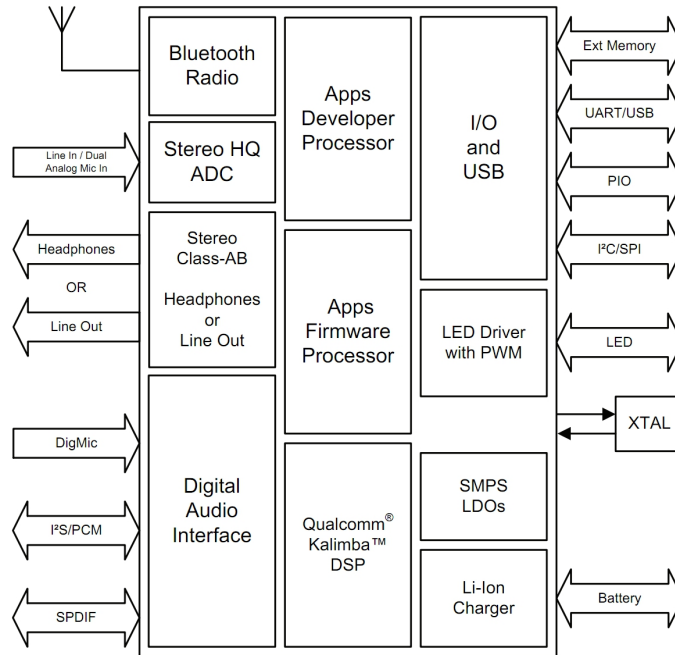 Bluetooth
Radio
Line In / Dual
Analog Mic In
Stereo HQ
ADC
Headphones
OR
Line Out
Stereo
Class-AB
Headphones
or
Line Out
DigMic
I²S/PCM
SPDIF
Digital
Audio
Interface
Apps
Developer
Processor
Apps
Firmware
Processor
Qualcomm®
Kalimba™
DSP
I/O
and
USB
LED Driver
with PWM
SMPS
LDOs
Li-Ion
Charger
Ext Memory
UART/USB
PIO
I²C/SPI
LED
XTAL
Battery